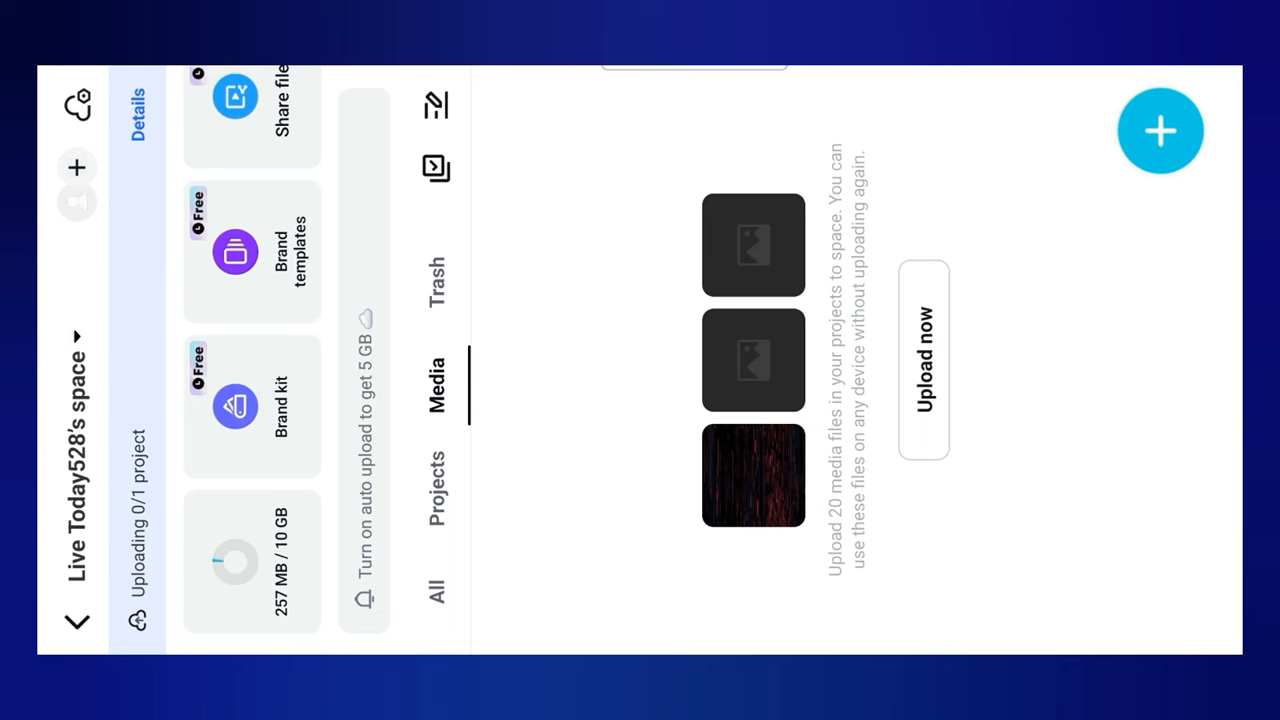 Live Today528's space
Uploading 0/1 project
Details
257 MB / 10 GB
Free
Brand kit
Free
Brand
templates
Share file
Turn on auto upload to get 5 GB
All
Projects
Media
Trash
Upload 20 media files in your projects to space. You can
use these files on any device without uploading again.
Upload now